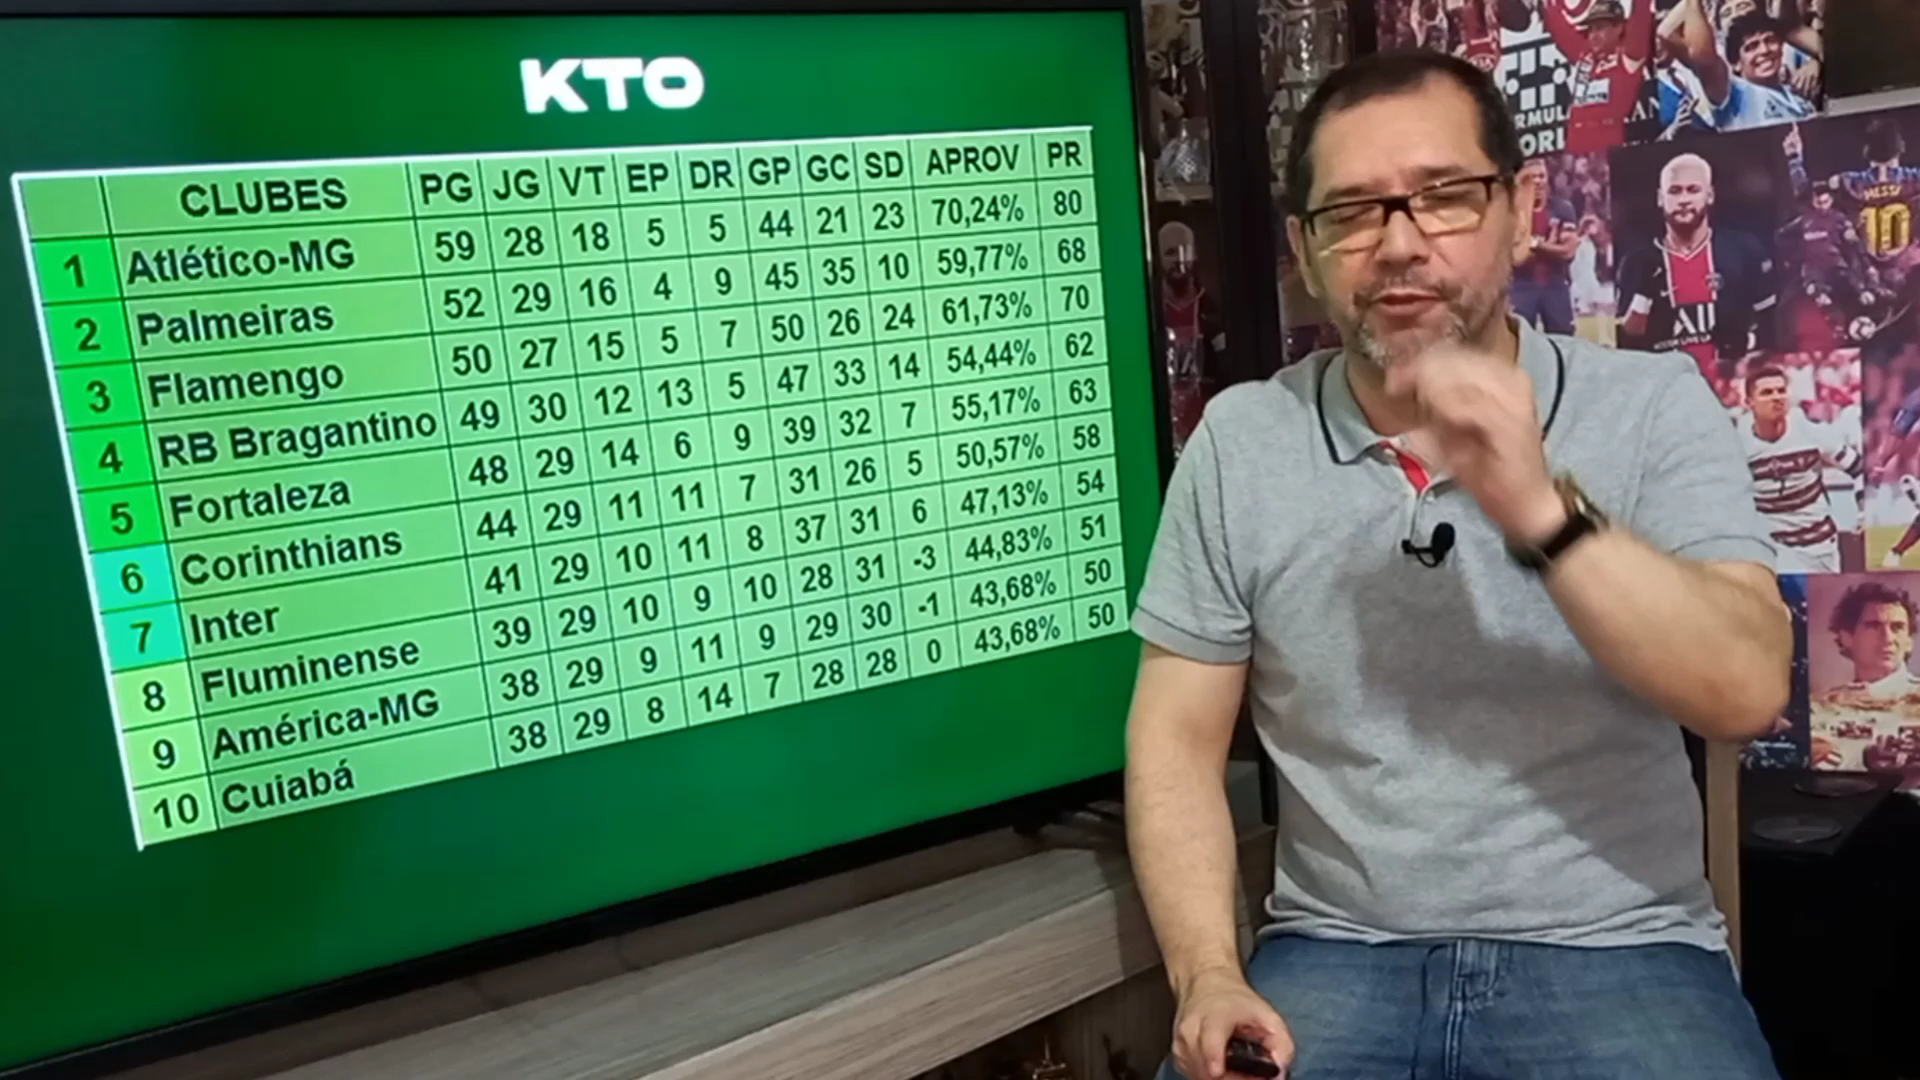 KTO
CLUBES PG JG VT EP DR GP GC SD APROV PR
1 Atlético-MG 59 28 18 5 5 44 21 23 70,24% 80
2 Palmeiras 52 29 16 4 9 45 35 10 59,77% 68
3 Flamengo 50 27 15 5 7 50 26 24 61,73% 70
4 RB Bragantino 49 30 12 13 5 47 33 14 54,44% 62
5 Fortaleza 48 29 14 6 9 39 32 7 55,17% 63
6 Corinthians 44 29 11 11 7 31 26 5 50,57% 58
7 Inter 41 29 10 11 8 37 31 6 47,13% 54
8 Fluminense 39 29 10 9 10 28 31 -3 44,83% 51
9 América-MG 38 29 9 11 9 29 30 -1 43,68% 50
10 Cuiabá 38 29 8 14 7 28 28 0 43,68% 50
MESSI
10